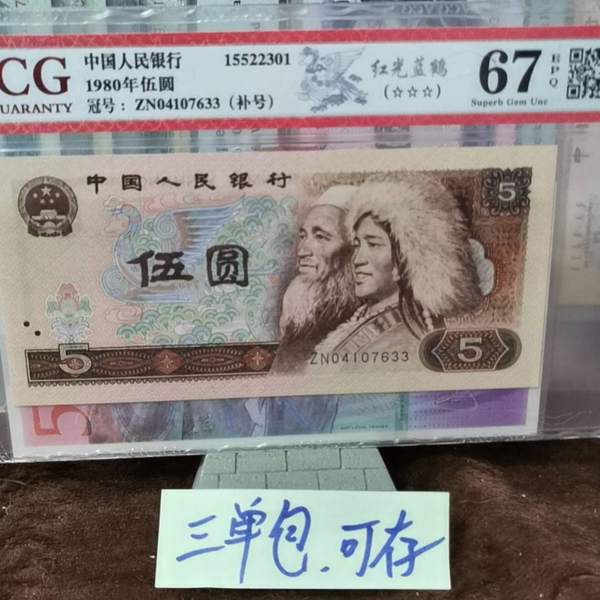 CG
UARANTY
中国人民银行
1980年伍圆
冠号：ZN04107633（补号）
15522301
红光蓝鹤
(☆☆☆)
67
EPQ
Superb Gem Unc
中国人民银行
5
伍圆
ZN04107633
5
5
5
三单包、可存